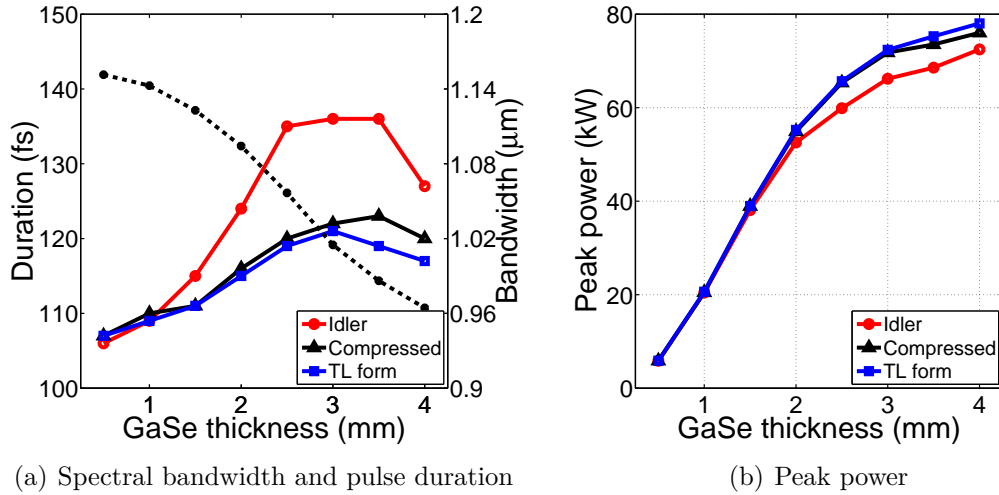 150
140
130
120
110
100
Duration (fs)
1.2
1.14
1.08
1.02
0.96
0.9
Bandwidth (μm)
Idler
Compressed
TL form
1 2 3 4
GaSe thickness (mm)
(a) Spectral bandwidth and pulse duration
80
60
40
20
0
Peak power (kW)
Idler
Compressed
TL form
1 2 3 4
GaSe thickness (mm)
(b) Peak power